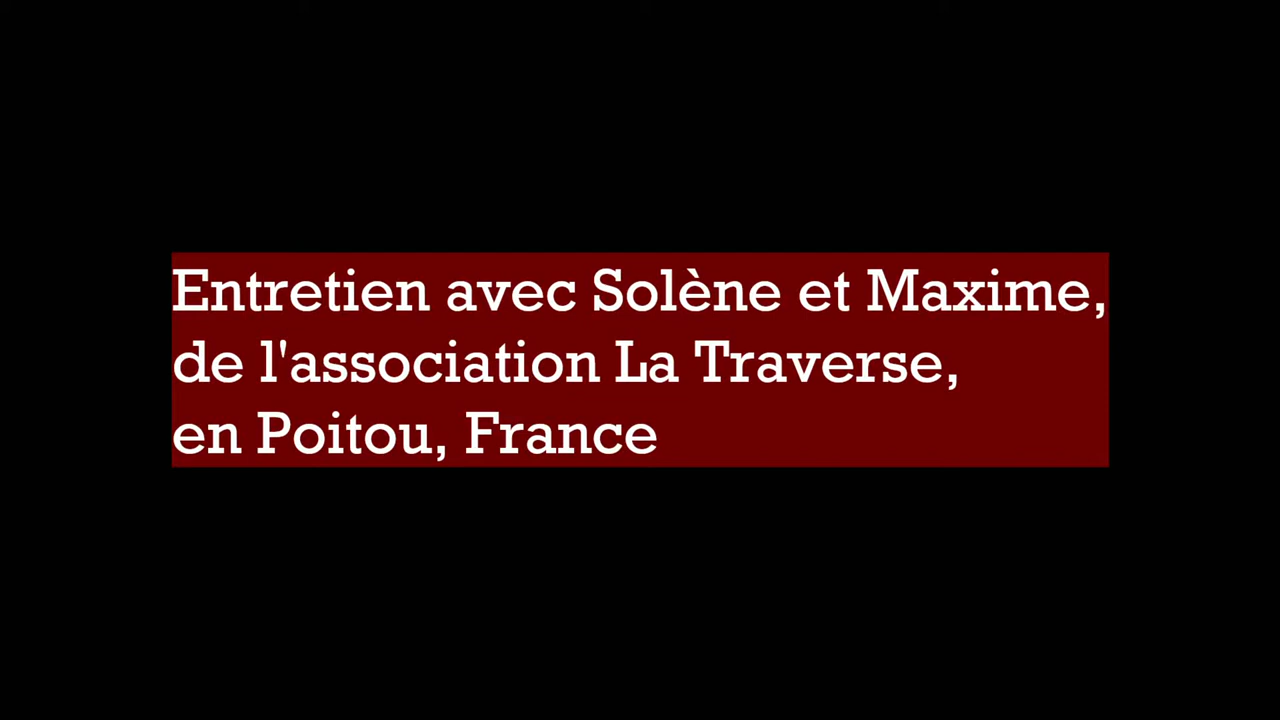 Entretien avec Solène et Maxime,
de l'association La Traverse,
en Poitou, France